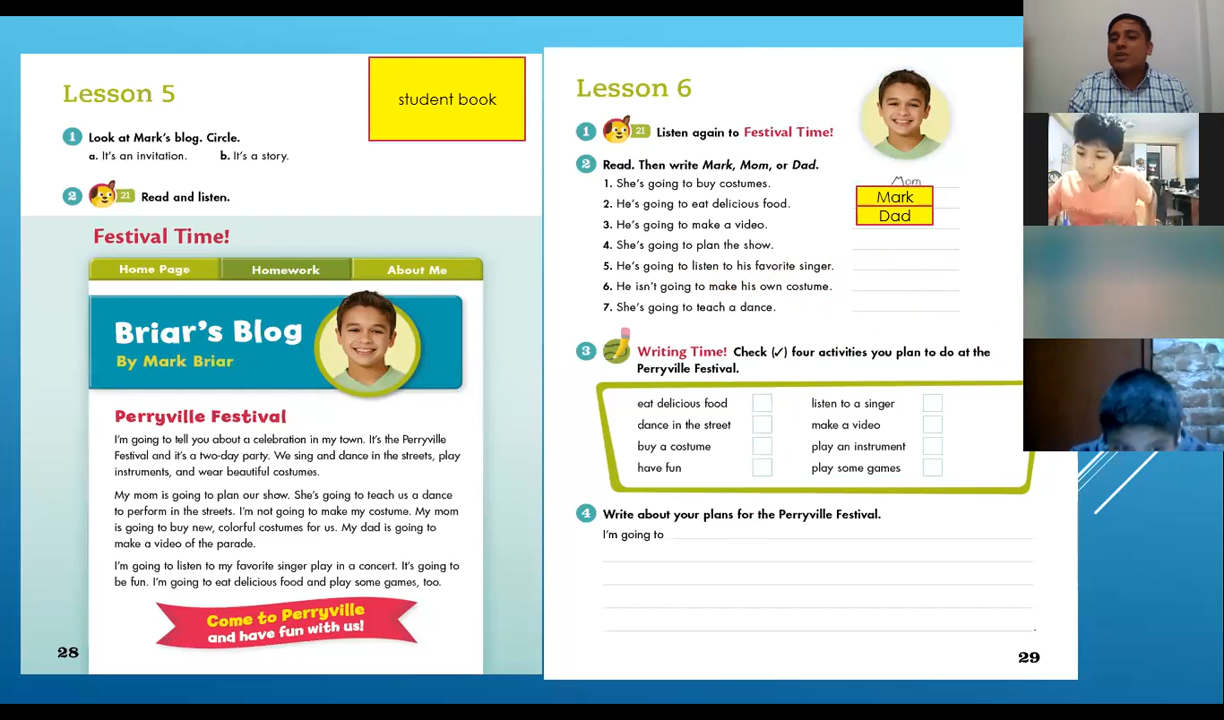 Lesson 5
student book
1 Look at Mark's blog. Circle.
a. It's an invitation. b. It's a story.
2 21 Read and listen.
Festival Time!
Home Page Homework About Me
Briar's Blog
By Mark Briar
Perryville Festival
I'm going to tell you about a celebration in my town. It's the Perryville
Festival and it's a two-day party. We sing and dance in the streets, play
instruments, and wear beautiful costumes.
My mom is going to plan our show. She's going to teach us a dance
to perform in the streets. I'm not going to make my costume. My mom
is going to buy new, colorful costumes for us. My dad is going to
make a video of the parade.
I'm going to listen to my favorite singer play in a concert. It's going to
be fun. I'm going to eat delicious food and play some games, too.
Come to Perryville
and have fun with us!
28
Lesson 6
1 21 Listen again to Festival Time!
2 Read. Then write Mark, Mom, or Dad.
1. She's going to buy costumes. Mom
2. He's going to eat delicious food. Mark
3. He's going to make a video. Dad
4. She's going to plan the show.
5. He's going to listen to his favorite singer.
6. He isn't going to make his own costume.
7. She's going to teach a dance.
3 Writing Time! Check (✓) four activities you plan to do at the
Perryville Festival.
eat delicious food listen to a singer
dance in the street make a video
buy a costume play an instrument
have fun play some games
4 Write about your plans for the Perryville Festival.
I'm going to
.
29